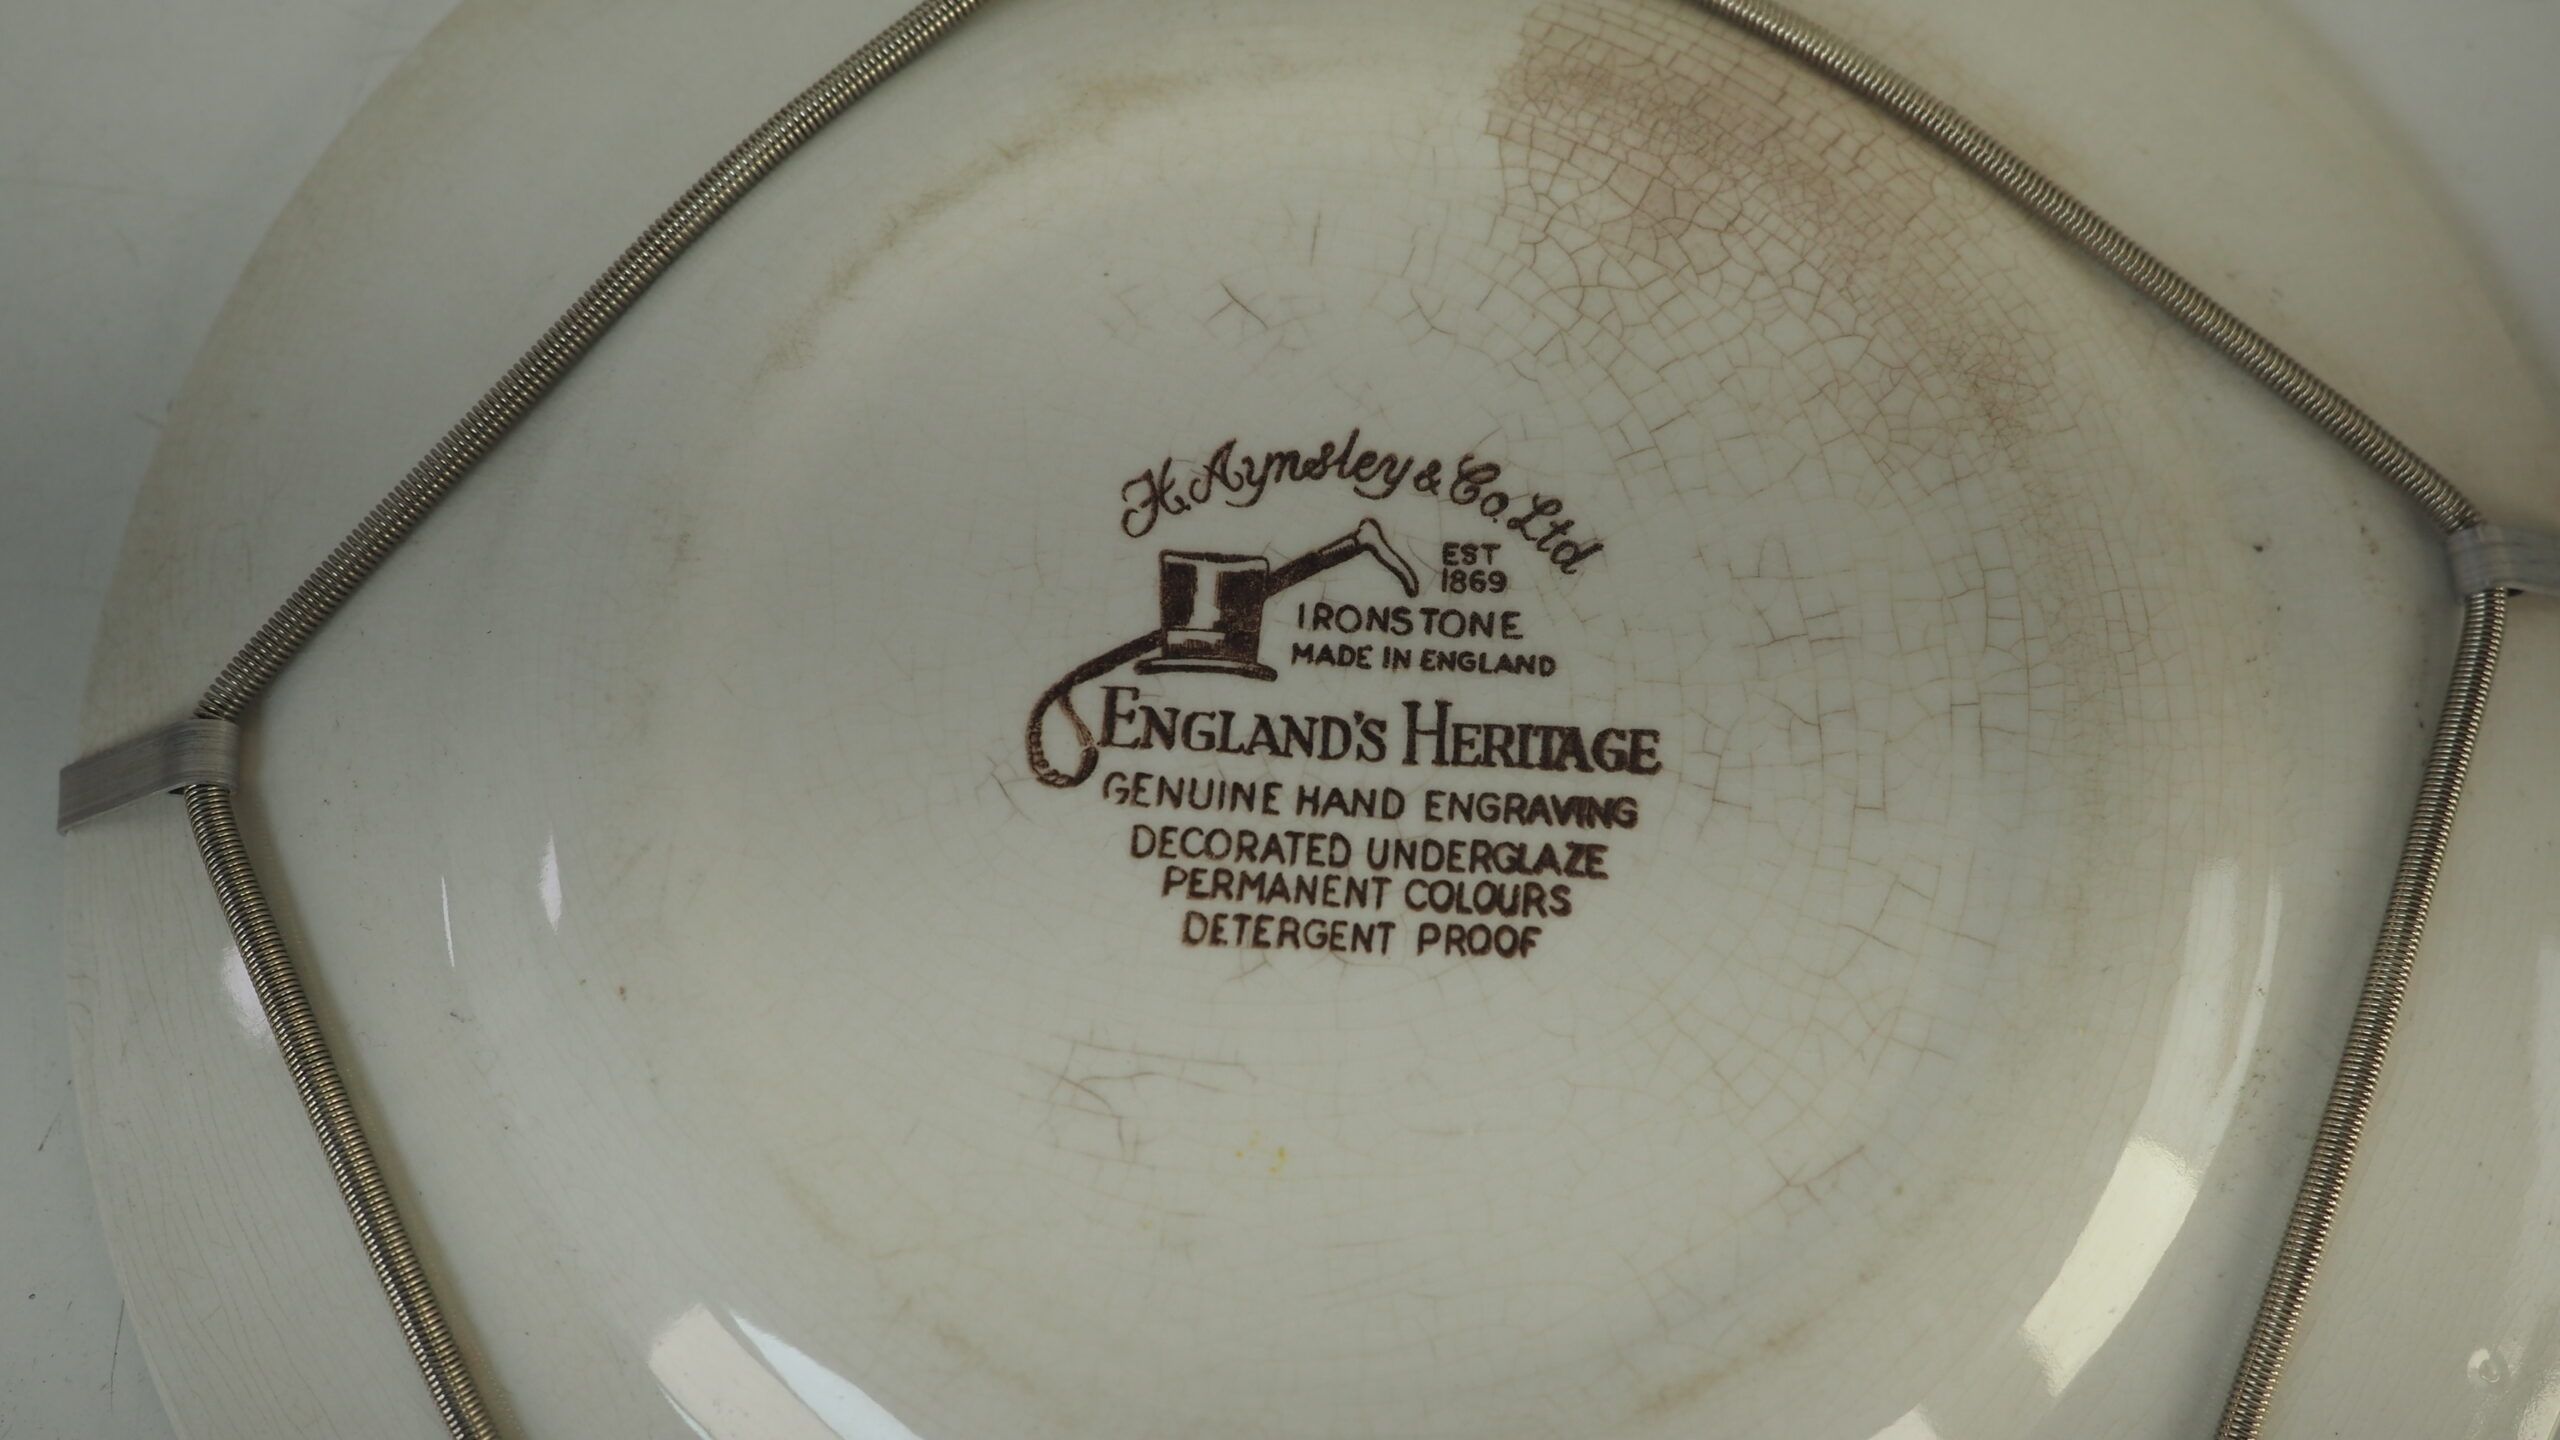 H. Aynsley & Co. Ltd
EST
1869
IRONSTONE
MADE IN ENGLAND
ENGLAND'S HERITAGE
GENUINE HAND ENGRAVING
DECORATED UNDERGLAZE
PERMANENT COLOURS
DETERGENT PROOF